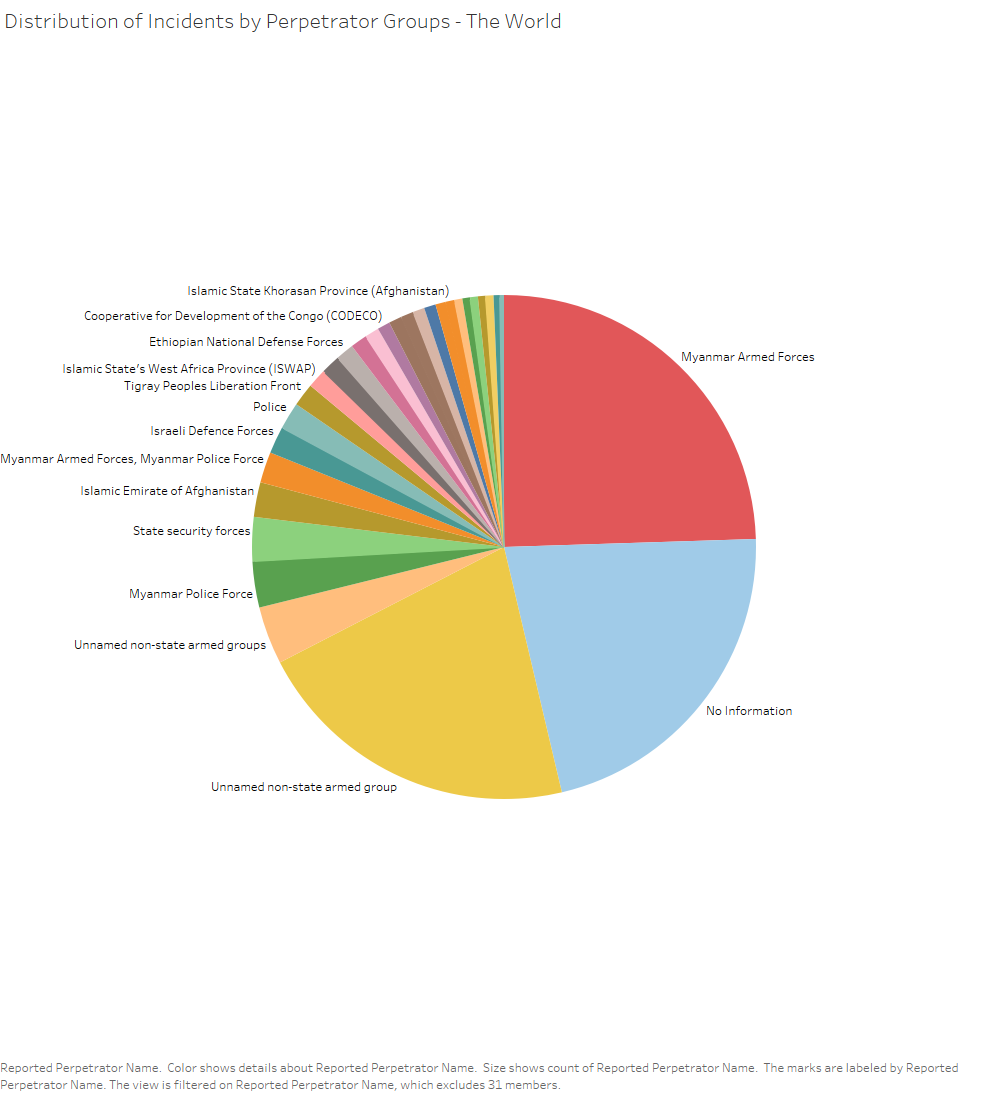 Distribution of Incidents by Perpetrator Groups - The World
Islamic State Khorasan Province (Afghanistan)
Cooperative for Development of the Congo (CODECO)
Ethiopian National Defense Forces
Myanmar Armed Forces
Islamic State's West Africa Province (ISWAP)
Tigray Peoples Liberation Front
Police
Israeli Defence Forces
Myanmar Armed Forces, Myanmar Police Force
Islamic Emirate of Afghanistan
State security forces
Myanmar Police Force
Unnamed non-state armed groups
No Information
Unnamed non-state armed group
Reported Perpetrator Name.  Color shows details about Reported Perpetrator Name.  Size shows count of Reported Perpetrator Name.  The marks are labeled by Reported
Perpetrator Name. The view is filtered on Reported Perpetrator Name, which excludes 31 members.